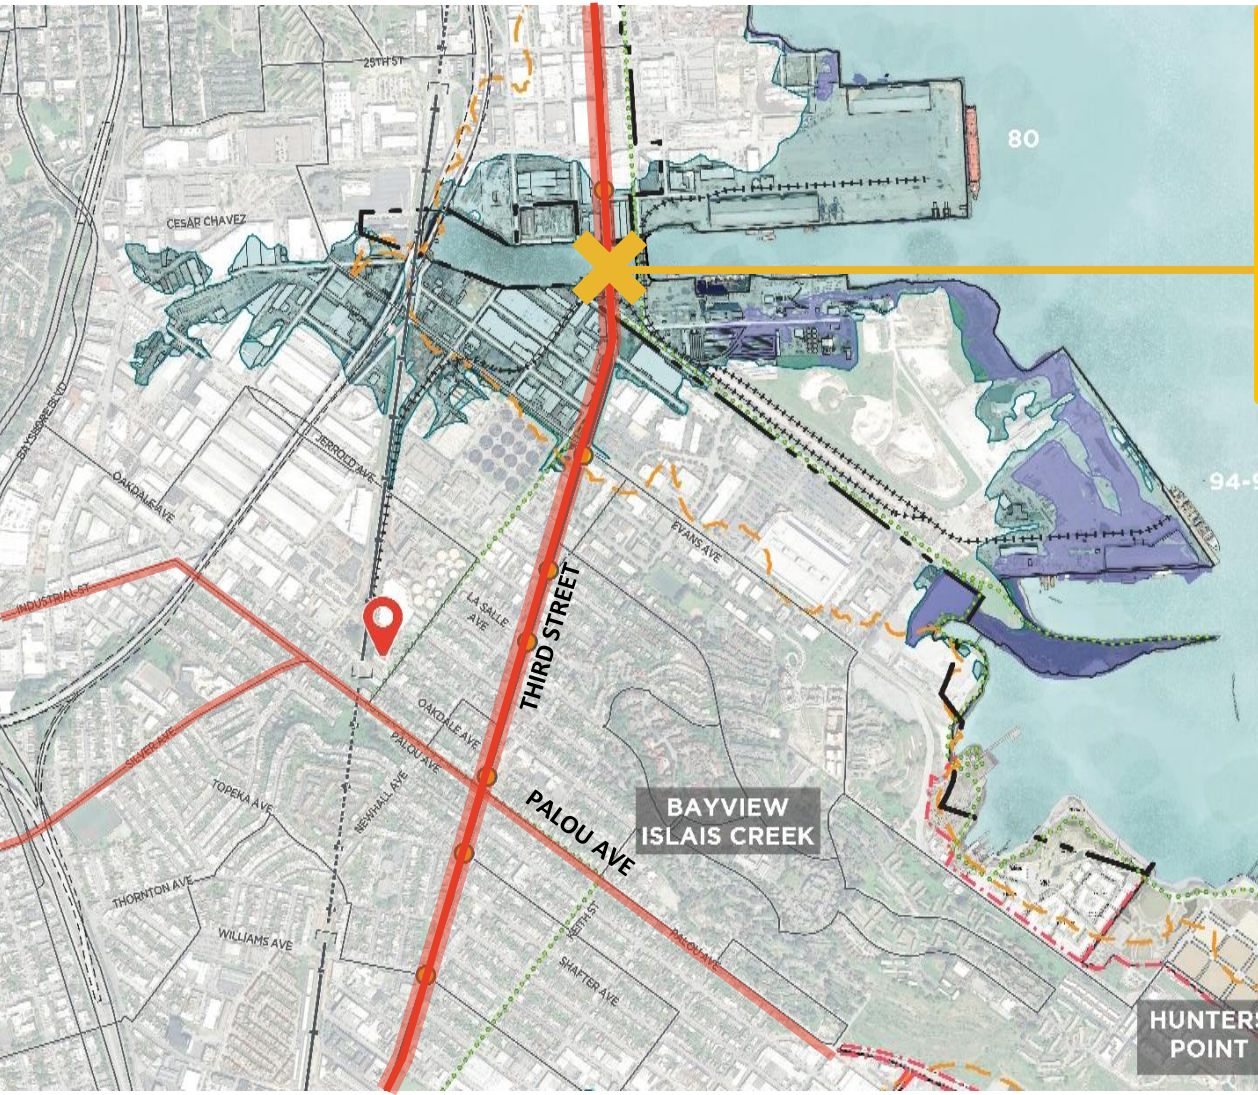 25TH ST
80
CESAR CHAVEZ
BAYSHORE BLVD
JERROLD AVE
OAKDALE AVE
94-9
EVANS AVE
INDUSTRIAL ST
LA SALLE
AVE
THIRD STREET
OAKDALE AVE
PALOU AVE
SILVER AVE
TOPEKA AVE
NEWHALL AVE
PALOU AVE
BAYVIEW
ISLAIS CREEK
THORNTON AVE
WILLIAMS AVE
KEITH ST
PALOU AVE
SHAFTER AVE
HUNTERS
POINT